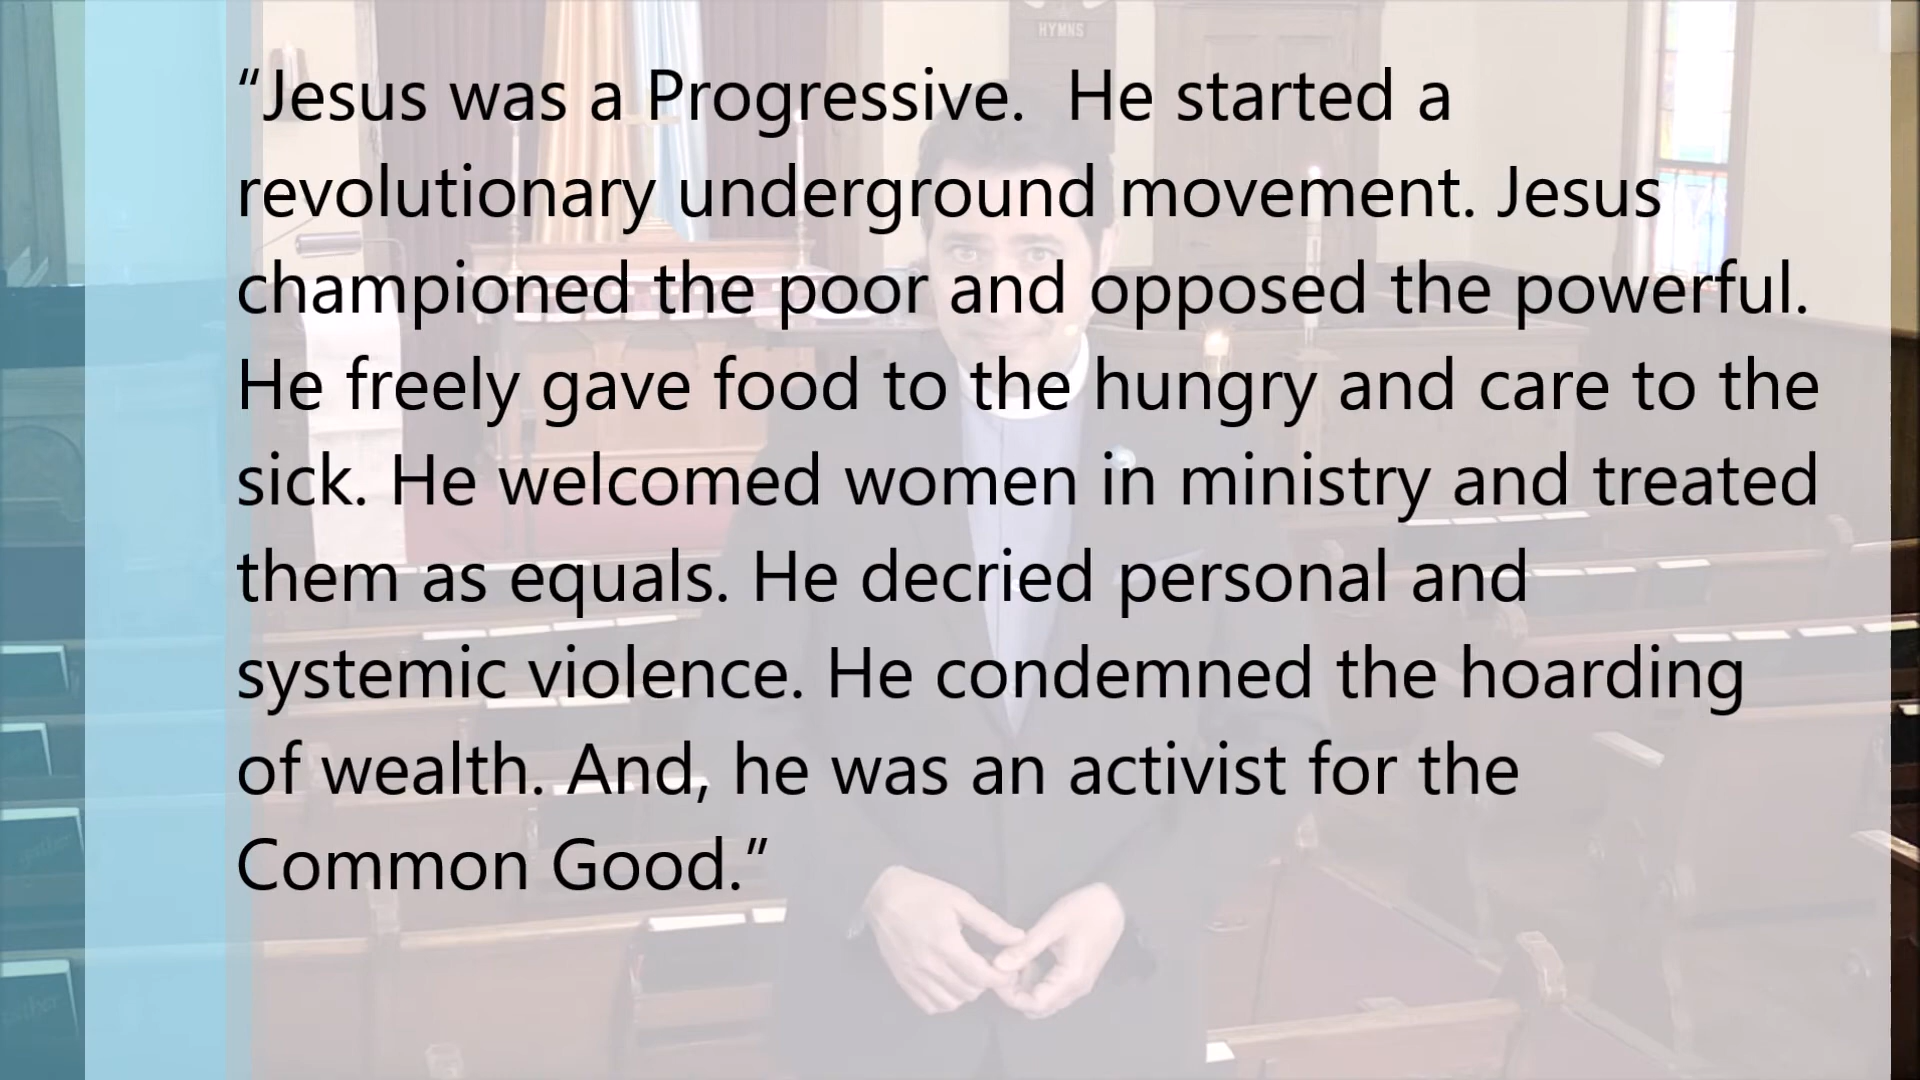 HYMNS
“Jesus was a Progressive.  He started a
revolutionary underground movement. Jesus
championed the poor and opposed the powerful.
He freely gave food to the hungry and care to the
sick. He welcomed women in ministry and treated
them as equals. He decried personal and
systemic violence. He condemned the hoarding
of wealth. And, he was an activist for the
Common Good.”
gather
gather